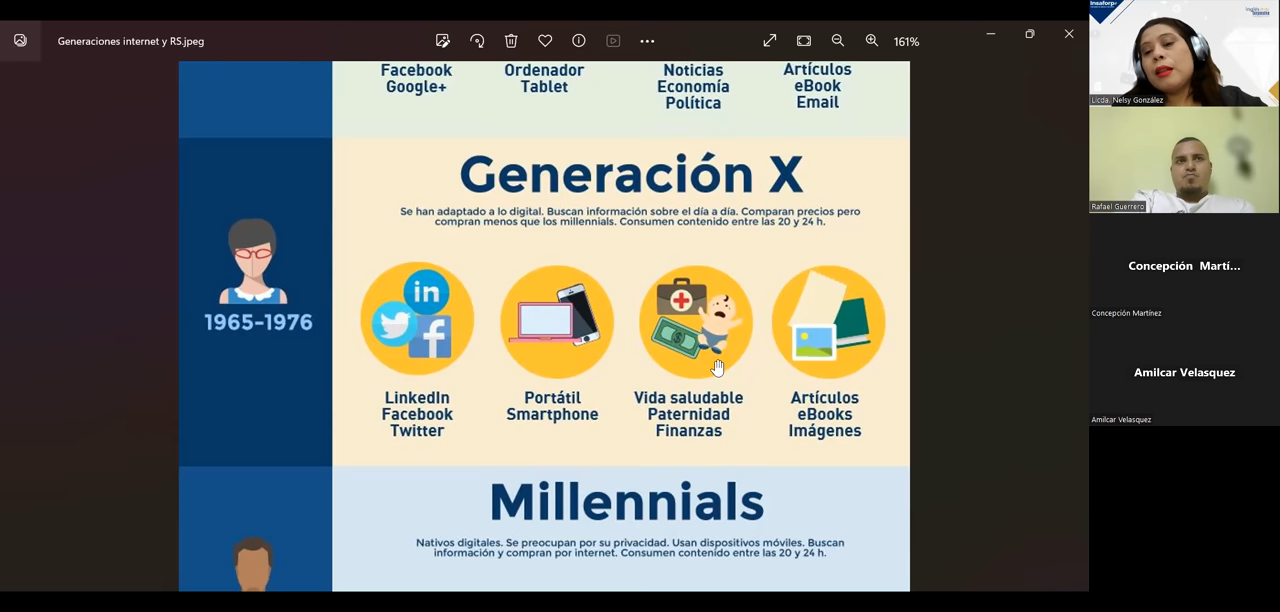 Generaciones internet y RS.jpeg
161%
Facebook
Google+
Ordenador
Tablet
Noticias
Economía
Política
Artículos
eBook
Email
Generación X
Se han adaptado a lo digital. Buscan información sobre el día a día. Comparan precios pero
compran menos que los millennials. Consumen contenido entre las 20 y 24 h.
1965-1976
in
f
LinkedIn
Facebook
Twitter
Portátil
Smartphone
Vida saludable
Paternidad
Finanzas
Artículos
eBooks
Imágenes
Millennials
Nativos digitales. Se preocupan por su privacidad. Usan dispositivos móviles. Buscan
información y compran por internet. Consumen contenido entre las 20 y 24 h.
Insaforp
Licda. Nelsy González
Rafael Guerrero
Concepción Martí...
Concepción Martínez
Amilcar Velasquez
Amilcar Velasquez